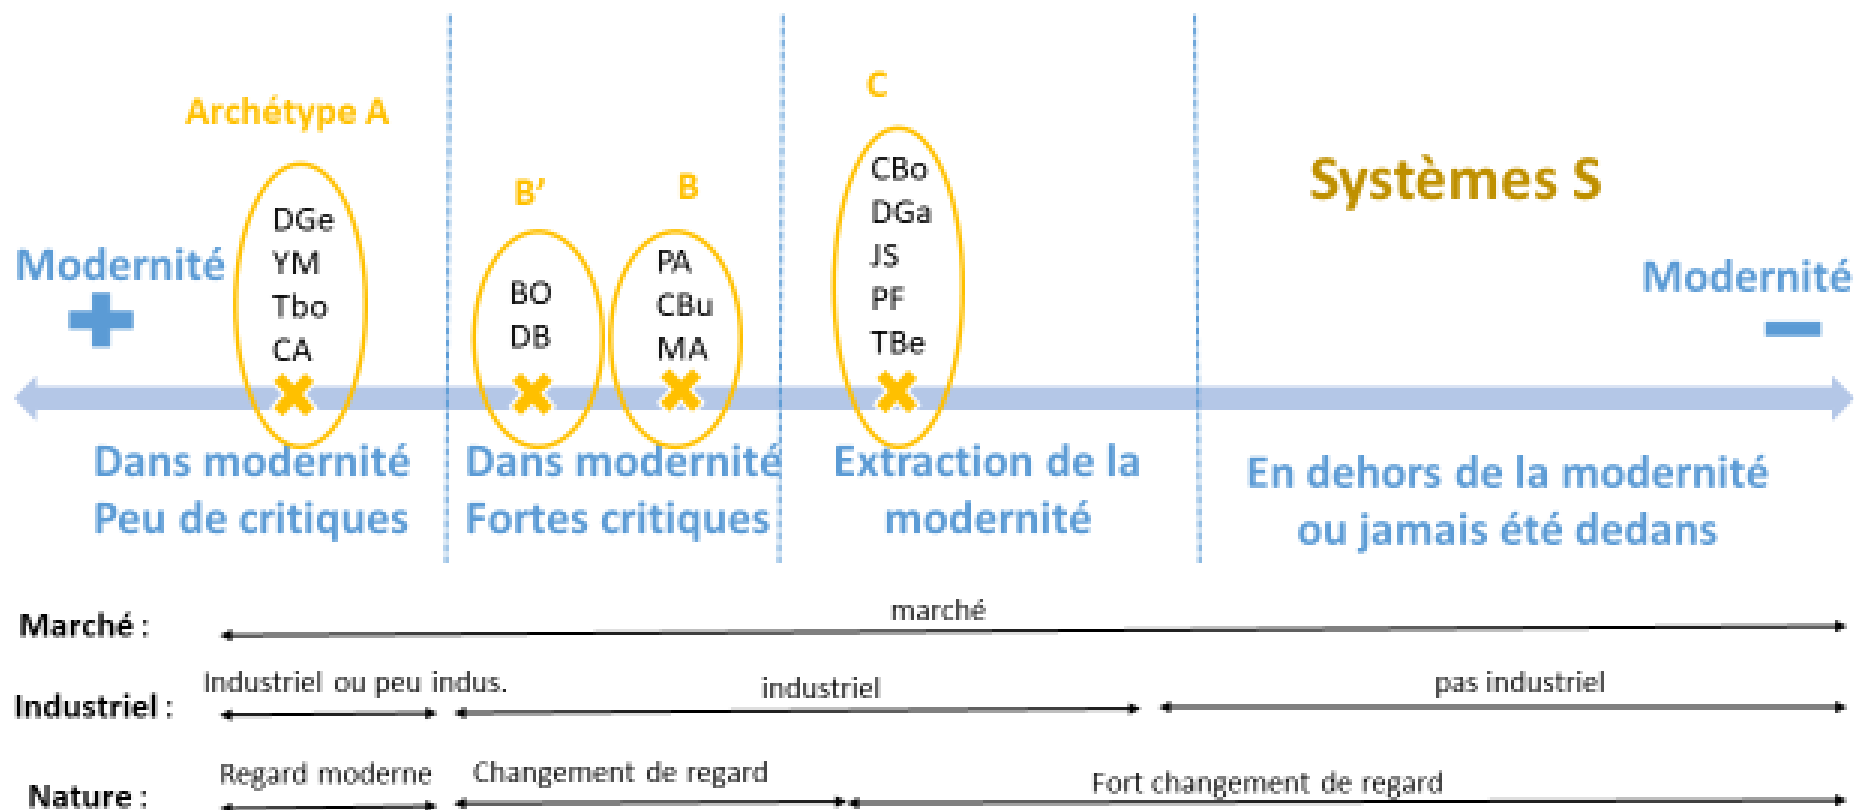 Archétype A
B’
B
C
Systèmes S
DGe
YM
Tbo
CA
BO
DB
PA
CBu
MA
CBo
DGa
JS
PF
TBe
Modernité
Modernité
Dans modernité
Peu de critiques
Dans modernité
Fortes critiques
Extraction de la
modernité
En dehors de la modernité
ou jamais été dedans
Marché :
marché
Industriel :
Industriel ou peu indus.
industriel
pas industriel
Nature :
Regard moderne
Changement de regard
Fort changement de regard